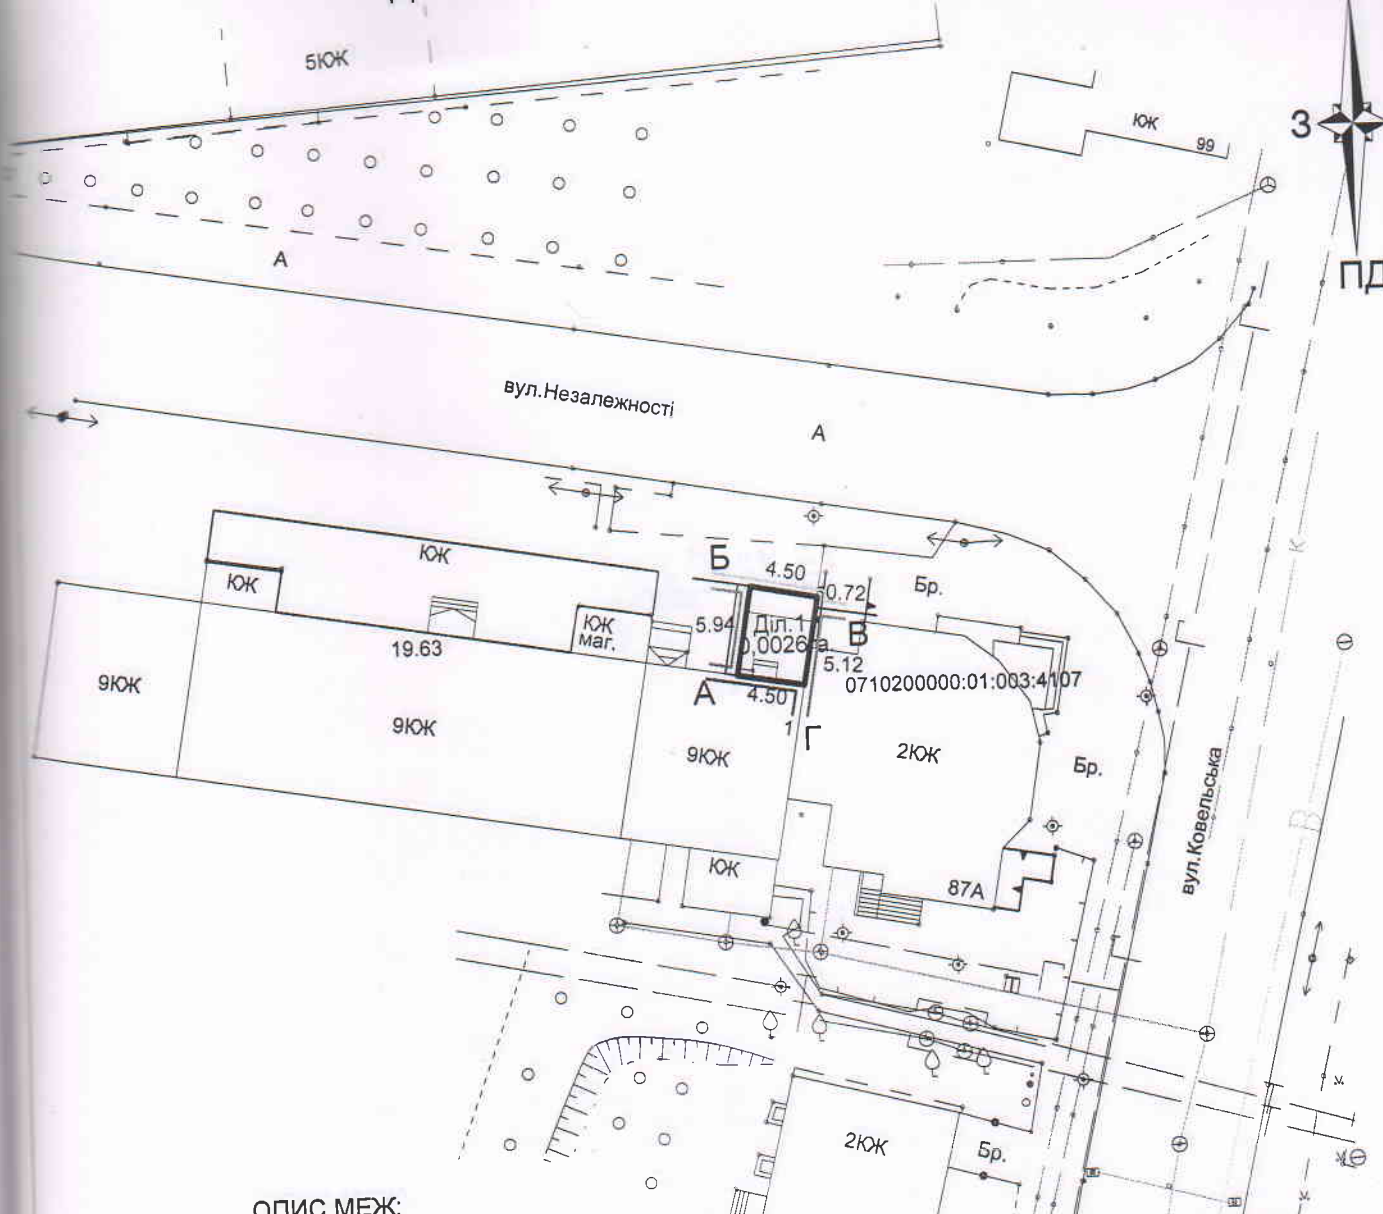 5КЖ
КЖ
99
З
ПД
А
вул.Незалежності
А
КЖ
КЖ
Б
4.50
0.72
Бр.
КЖ
маг.
5.94
Діл.1
0,0026га
В
5.12
19.63
0710200000:01:003:4107
9КЖ
А
4.50
1
Г
9КЖ
9КЖ
2КЖ
Бр.
вул.Ковельська
К
В
КЖ
87А
2КЖ
Бр.
ОПИС МЕЖ: